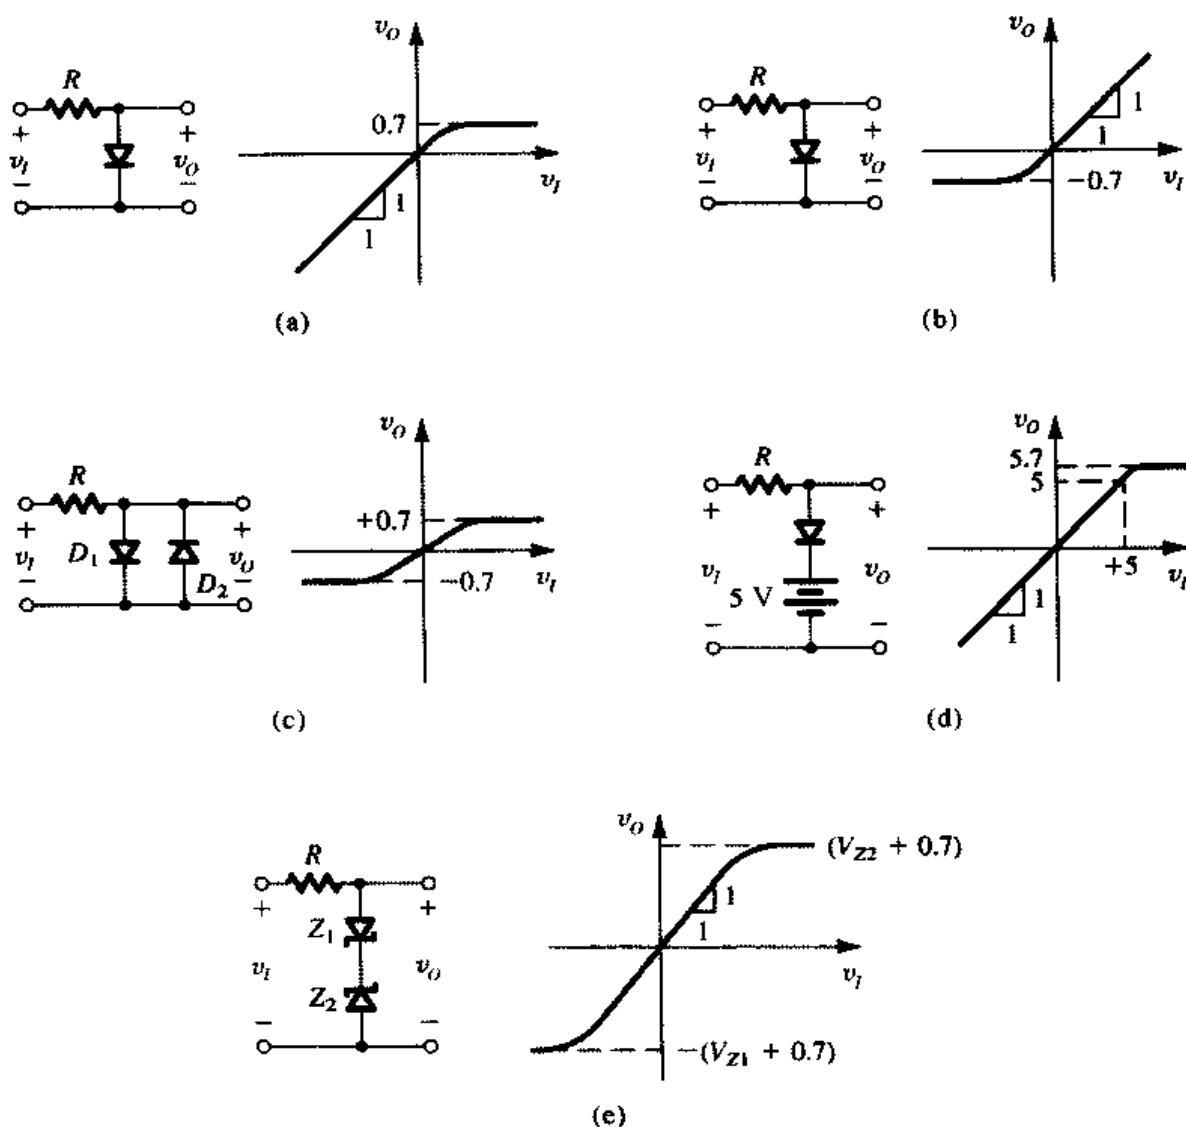 v_O
R
+ +
0.7
v_I v_O
v_I
− −
1
1
(a)
v_O
R
+ +
1
1
v_I v_O
v_I
− −
−0.7
(b)
v_O
R
+ +
+0.7
v_I D_1 v_O
v_I
− D_2 −
−0.7
(c)
v_O
5.7
R
5
+ +
+5
v_I v_O
v_I
5 V
1
1
− −
(d)
v_O
(V_Z2 + 0.7)
R
+ +
1
1
Z_1
v_I v_O
v_I
Z_2
− −
−(V_Z1 + 0.7)
(e)